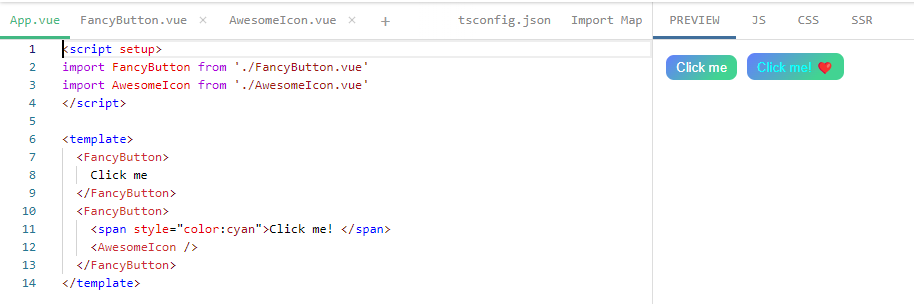 App.vue FancyButton.vue × AwesomeIcon.vue × + tsconfig.json Import Map PREVIEW JS CSS SSR
1 <script setup>
2 import FancyButton from './FancyButton.vue'
3 import AwesomeIcon from './AwesomeIcon.vue'
4 </script>
5
6 <template>
7 <FancyButton>
8 Click me
9 </FancyButton>
10 <FancyButton>
11 <span style="color:cyan">Click me! </span>
12 <AwesomeIcon />
13 </FancyButton>
14 </template>
Click me
Click me! ❤️